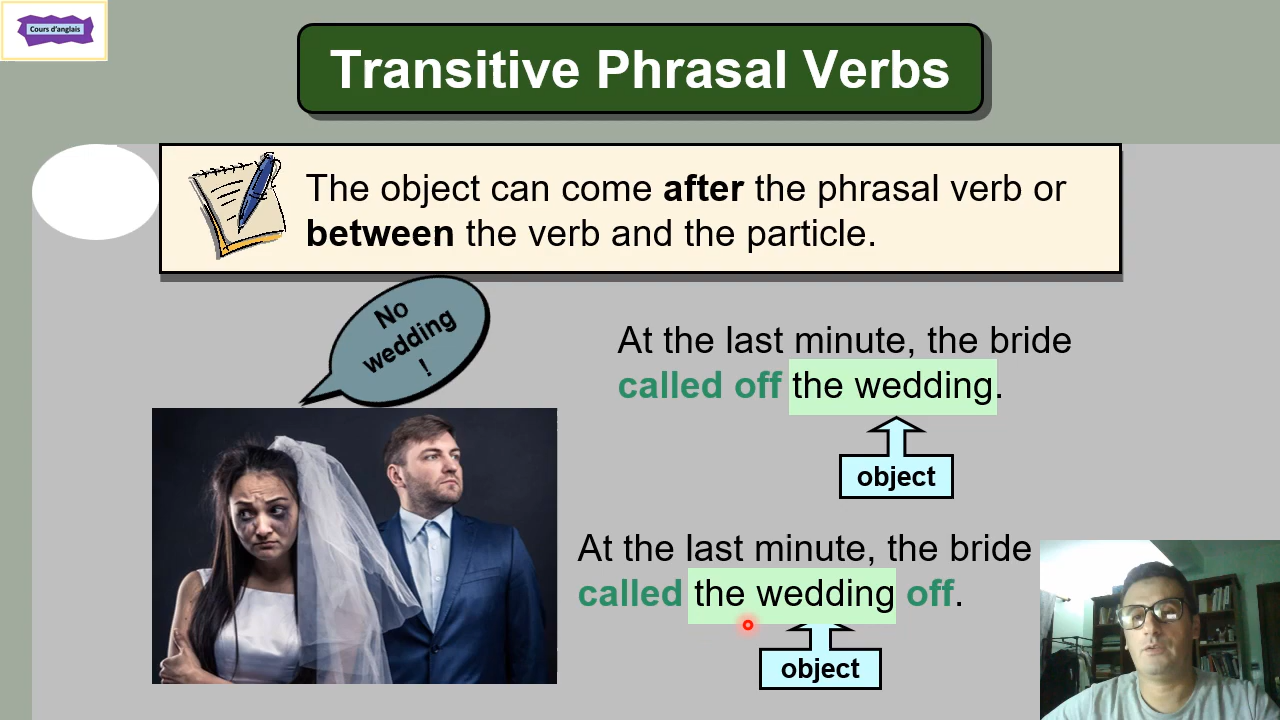 Cours d'anglais
Transitive Phrasal Verbs
The object can come after the phrasal verb or
between the verb and the particle.
No
wedding
!
At the last minute, the bride
called off the wedding.
object
At the last minute, the bride
called the wedding off.
object